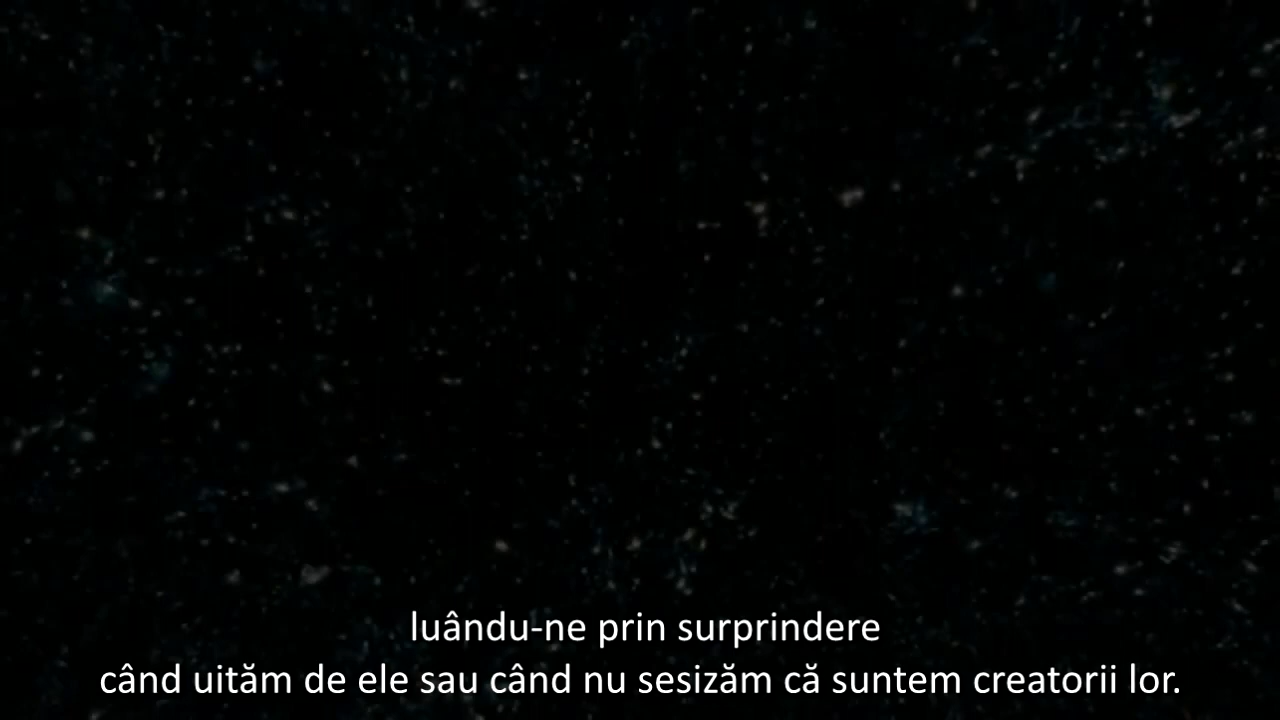 luându-ne prin surprindere
când uităm de ele sau când nu sesizăm că suntem creatorii lor.